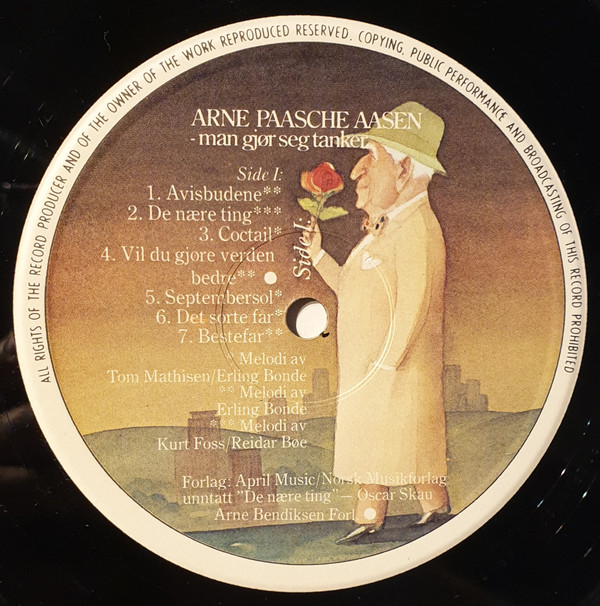 ALL RIGHTS OF THE RECORD PRODUCER AND OF THE OWNER OF THE WORK REPRODUCED RESERVED. COPYING, PUBLIC PERFORMANCE AND BROADCASTING OF THIS RECORD PROHIBITED
ARNE PAASCHE AASEN
- man gjør seg tanker
Side I:
1. Avisbudene**
2. De nære ting***
3. Coctail*
4. Vil du gjøre verden
bedre**
5. Septembersol*
6. Det sorte får*
7. Bestefar**
Side I:
Melodi av
Tom Mathisen/Erling Bonde
** Melodi av
Erling Bonde
*** Melodi av
Kurt Foss/Reidar Bøe
Forlag: April Music/Norsk Musikforlag
unntatt "De nære ting" — Oscar Skau
Arne Bendiksen Forl